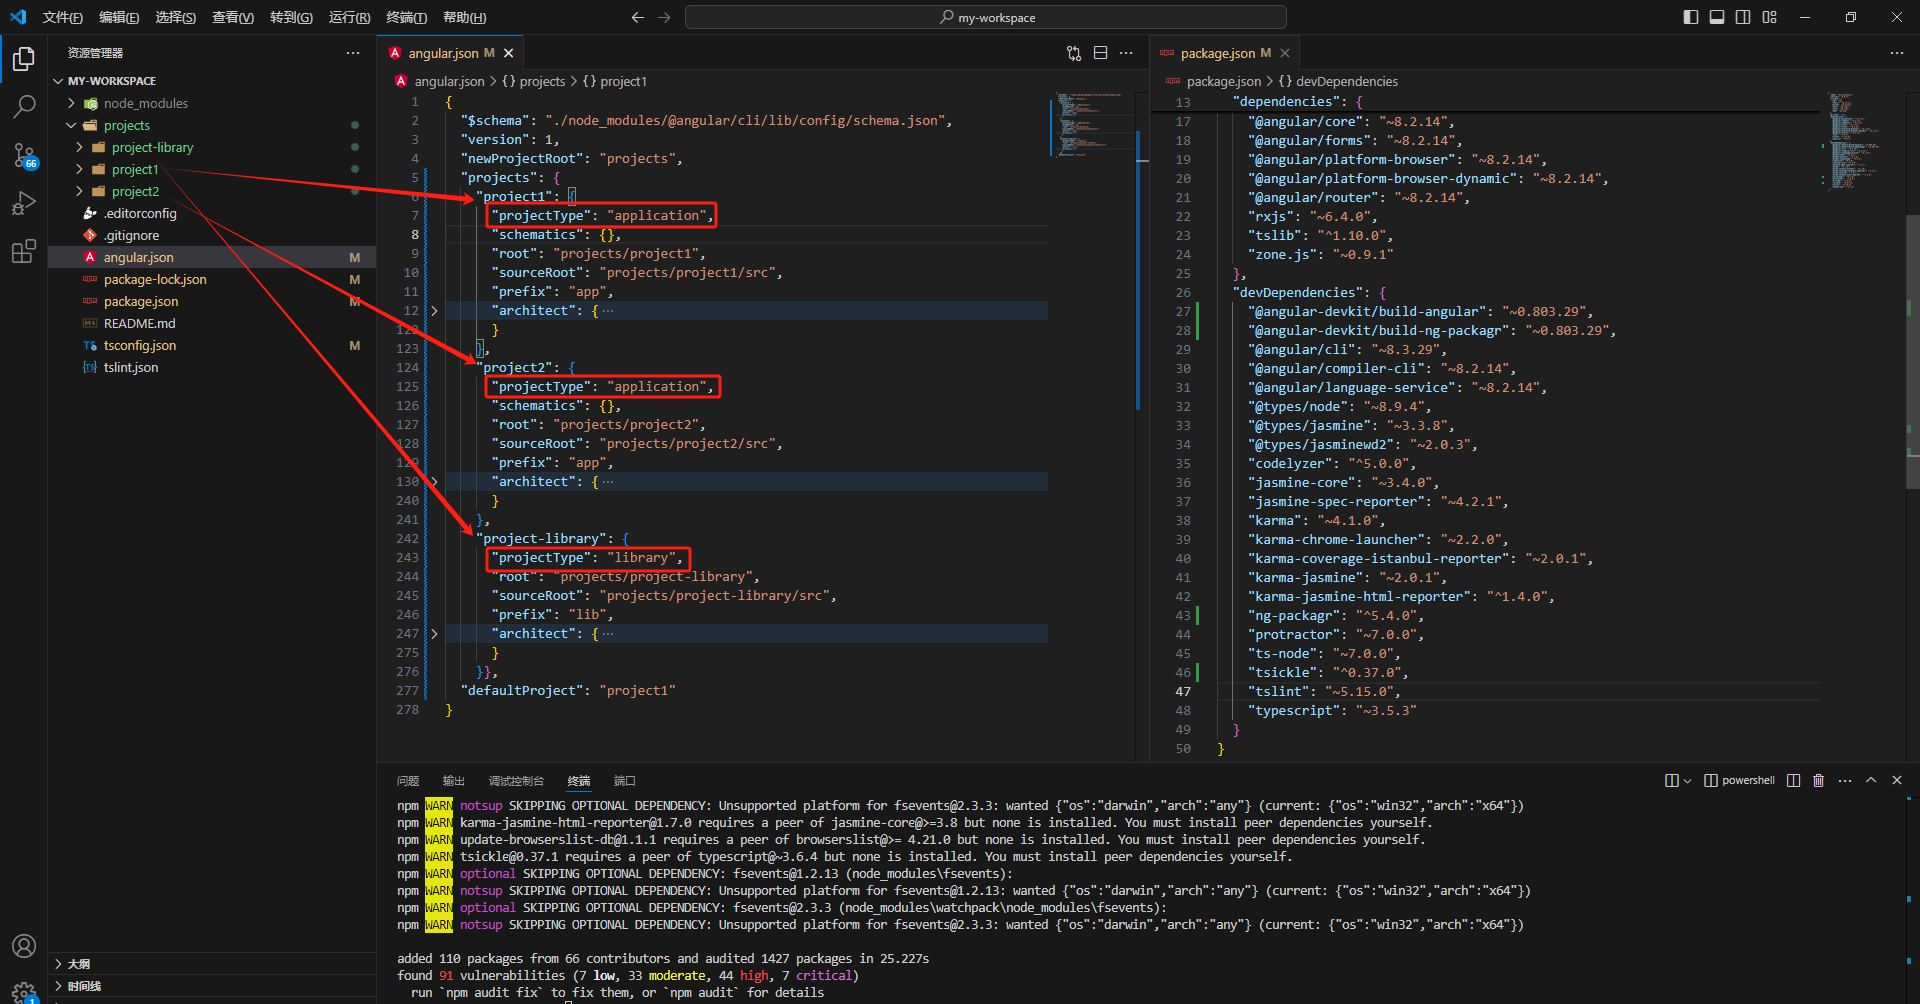 文件(F) 编辑(E) 选择(S) 查看(V) 转到(G) 运行(R) 终端(T) 帮助(H)
my-workspace
资源管理器
MY-WORKSPACE
node_modules
projects
project-library
project1
project2
.editorconfig
.gitignore
angular.json M
package-lock.json M
package.json M
README.md
tsconfig.json M
tslint.json
66
大纲
时间线
1
angular.json M
angular.json > {} projects > {} project1
1 {
2 "$schema": "./node_modules/@angular/cli/lib/config/schema.json",
3 "version": 1,
4 "newProjectRoot": "projects",
5 "projects": {
6 "project1": {
7 "projectType": "application",
8 "schematics": {},
9 "root": "projects/project1",
10 "sourceRoot": "projects/project1/src",
11 "prefix": "app",
12 "architect": {···
122 }
123 },
124 "project2": {
125 "projectType": "application",
126 "schematics": {},
127 "root": "projects/project2",
128 "sourceRoot": "projects/project2/src",
129 "prefix": "app",
130 "architect": {···
240 }
241 },
242 "project-library": {
243 "projectType": "library",
244 "root": "projects/project-library",
245 "sourceRoot": "projects/project-library/src",
246 "prefix": "lib",
247 "architect": {···
275 }
276 }},
277 "defaultProject": "project1"
278 }
package.json M
package.json > {} devDependencies
13 "dependencies": {
17 "@angular/core": "~8.2.14",
18 "@angular/forms": "~8.2.14",
19 "@angular/platform-browser": "~8.2.14",
20 "@angular/platform-browser-dynamic": "~8.2.14",
21 "@angular/router": "~8.2.14",
22 "rxjs": "~6.4.0",
23 "tslib": "^1.10.0",
24 "zone.js": "~0.9.1"
25 },
26 "devDependencies": {
27 "@angular-devkit/build-angular": "~0.803.29",
28 "@angular-devkit/build-ng-packagr": "~0.803.29",
29 "@angular/cli": "~8.3.29",
30 "@angular/compiler-cli": "~8.2.14",
31 "@angular/language-service": "~8.2.14",
32 "@types/node": "~8.9.4",
33 "@types/jasmine": "~3.3.8",
34 "@types/jasminewd2": "~2.0.3",
35 "codelyzer": "^5.0.0",
36 "jasmine-core": "~3.4.0",
37 "jasmine-spec-reporter": "~4.2.1",
38 "karma": "~4.1.0",
39 "karma-chrome-launcher": "~2.2.0",
40 "karma-coverage-istanbul-reporter": "~2.0.1",
41 "karma-jasmine": "~2.0.1",
42 "karma-jasmine-html-reporter": "^1.4.0",
43 "ng-packagr": "^5.4.0",
44 "protractor": "~7.0.0",
45 "ts-node": "~7.0.0",
46 "tsickle": "^0.37.0",
47 "tslint": "~5.15.0",
48 "typescript": "~3.5.3"
49 }
50 }
问题 输出 调试控制台 终端 端口
powershell
npm WARN notsup SKIPPING OPTIONAL DEPENDENCY: Unsupported platform for fsevents@2.3.3: wanted {"os":"darwin","arch":"any"} (current: {"os":"win32","arch":"x64"})
npm WARN karma-jasmine-html-reporter@1.7.0 requires a peer of jasmine-core@>=3.8 but none is installed. You must install peer dependencies yourself.
npm WARN update-browserslist-db@1.1.1 requires a peer of browserslist@>= 4.21.0 but none is installed. You must install peer dependencies yourself.
npm WARN tsickle@0.37.1 requires a peer of typescript@~3.6.4 but none is installed. You must install peer dependencies yourself.
npm WARN optional SKIPPING OPTIONAL DEPENDENCY: fsevents@1.2.13 (node_modules\fsevents):
npm WARN notsup SKIPPING OPTIONAL DEPENDENCY: Unsupported platform for fsevents@1.2.13: wanted {"os":"darwin","arch":"any"} (current: {"os":"win32","arch":"x64"})
npm WARN optional SKIPPING OPTIONAL DEPENDENCY: fsevents@2.3.3 (node_modules\watchpack\node_modules\fsevents):
npm WARN notsup SKIPPING OPTIONAL DEPENDENCY: Unsupported platform for fsevents@2.3.3: wanted {"os":"darwin","arch":"any"} (current: {"os":"win32","arch":"x64"})
added 110 packages from 66 contributors and audited 1427 packages in 25.227s
found 91 vulnerabilities (7 low, 33 moderate, 44 high, 7 critical)
run `npm audit fix` to fix them, or `npm audit` for details